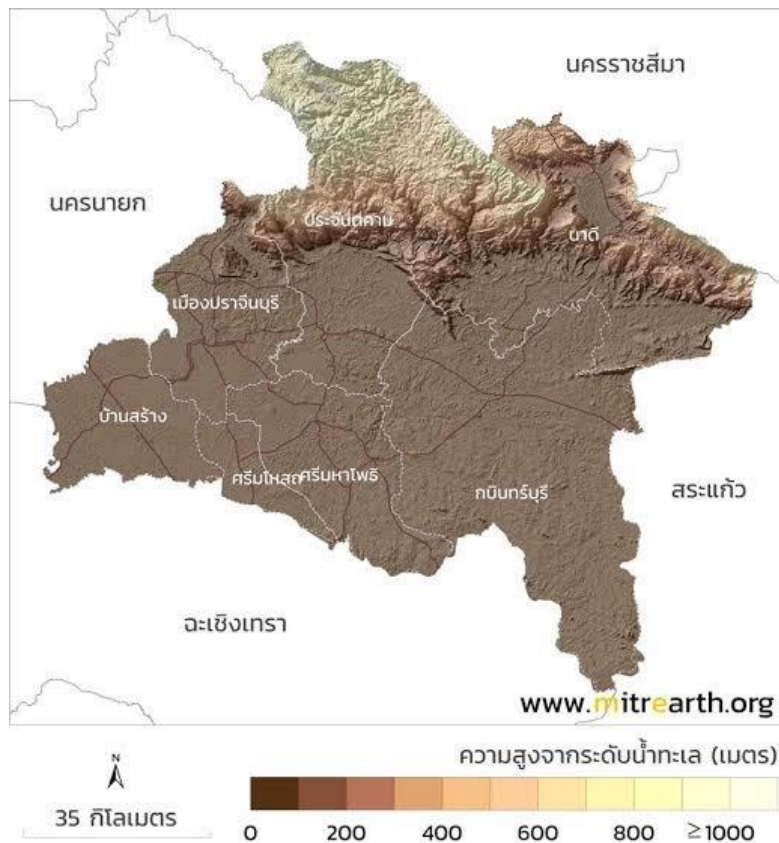 นครราชสีมา
นครนายก
ประจันตคาม
นาดี
เมืองปราจีนบุรี
บ้านสร้าง
ศรีมโหสถ
ศรีมหาโพธิ
กบินทร์บุรี
สระแก้ว
ฉะเชิงเทรา
www.mitrearth.org
ความสูงจากระดับน้ำทะเล (เมตร)
N
35 กิโลเมตร
0 200 400 600 800 ≥1000